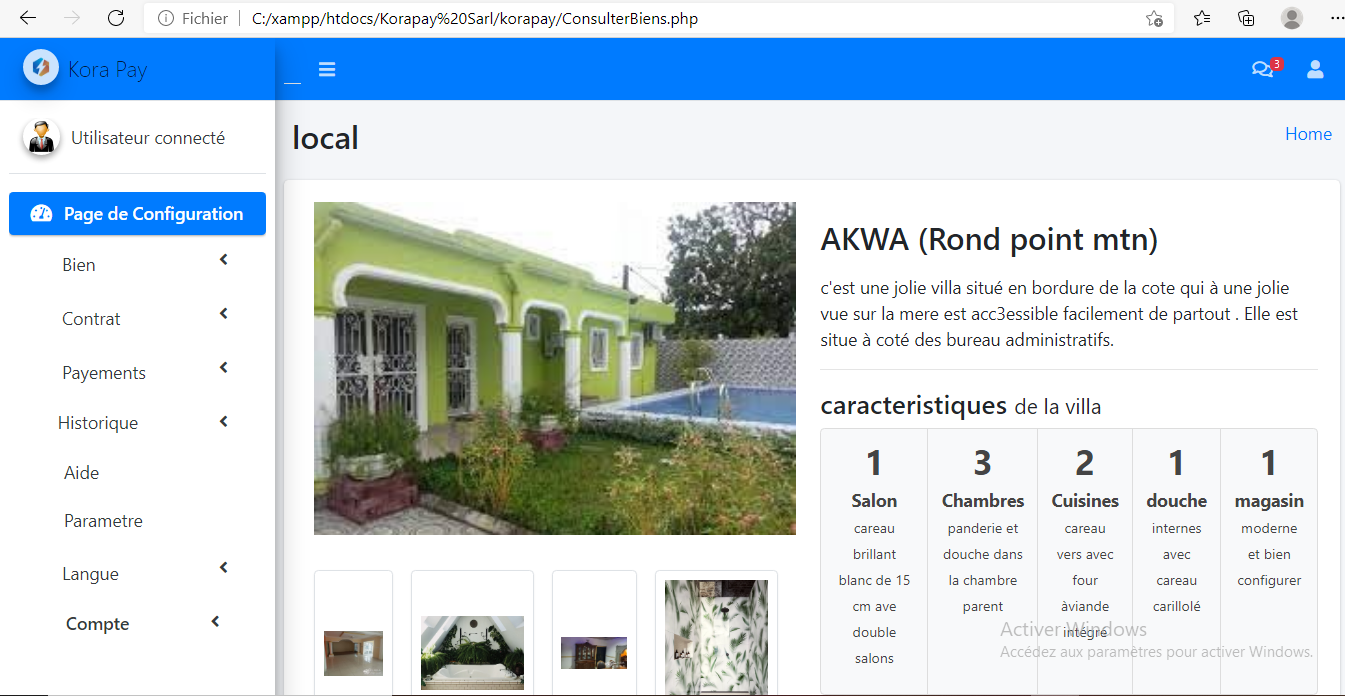 Fichier
C:/xampp/htdocs/Korapay%20Sarl/korapay/ConsulterBiens.php
Kora Pay
3
Utilisateur connecté
local
Home
Page de Configuration
Bien
Contrat
Payements
Historique
Aide
Parametre
Langue
Compte
AKWA (Rond point mtn)
c'est une jolie villa situé en bordure de la cote qui à une jolie
vue sur la mere est acc3essible facilement de partout . Elle est
situe à coté des bureau administratifs.
caracteristiques de la villa
1
Salon
careau
brillant
blanc de 15
cm ave
double
salons
3
Chambres
panderie et
douche dans
la chambre
parent
2
Cuisines
careau
vers avec
four
àviande
intégré
1
douche
internes
avec
careau
carillolé
1
magasin
moderne
et bien
configurer
Activer Windows
Accédez aux paramètres pour activer Windows.